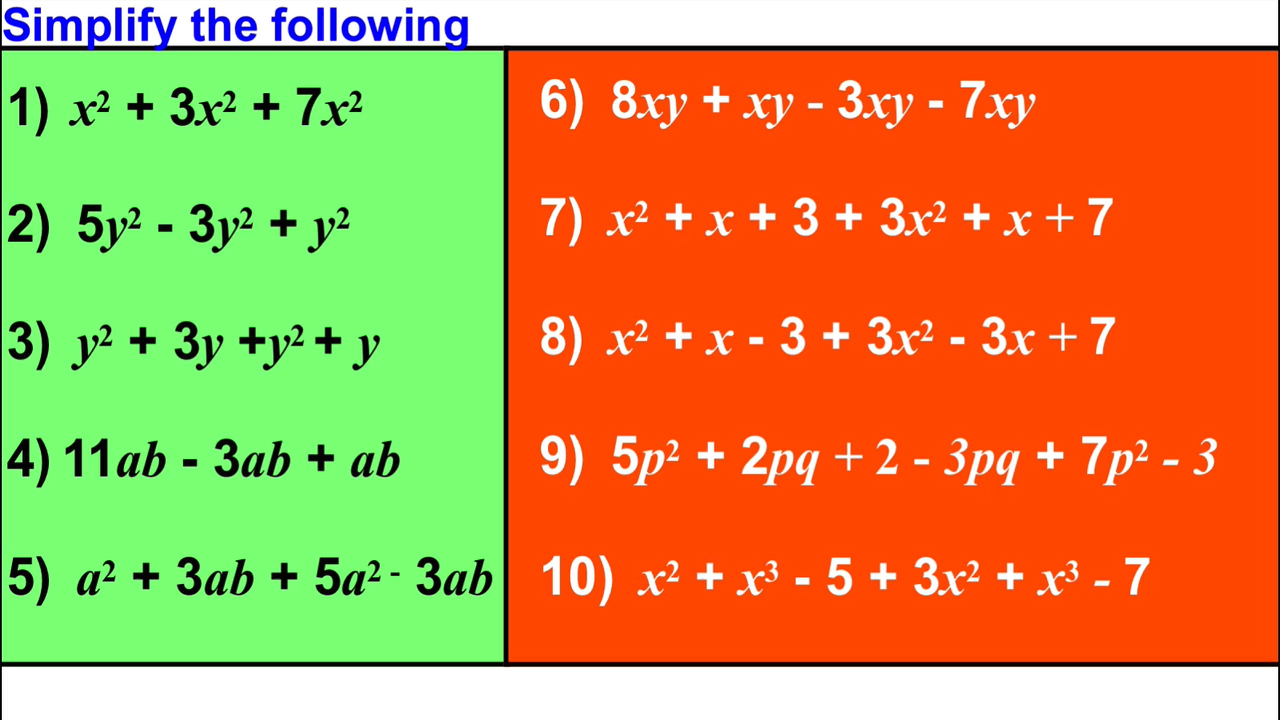 Simplify the following
1) x² + 3x² + 7x²
2) 5y² - 3y² + y²
3) y² + 3y +y² + y
4) 11ab - 3ab + ab
5) a² + 3ab + 5a² - 3ab
6) 8xy + xy - 3xy - 7xy
7) x² + x + 3 + 3x² + x + 7
8) x² + x - 3 + 3x² - 3x + 7
9) 5p² + 2pq + 2 - 3pq + 7p² - 3
10) x² + x³ - 5 + 3x² + x³ - 7